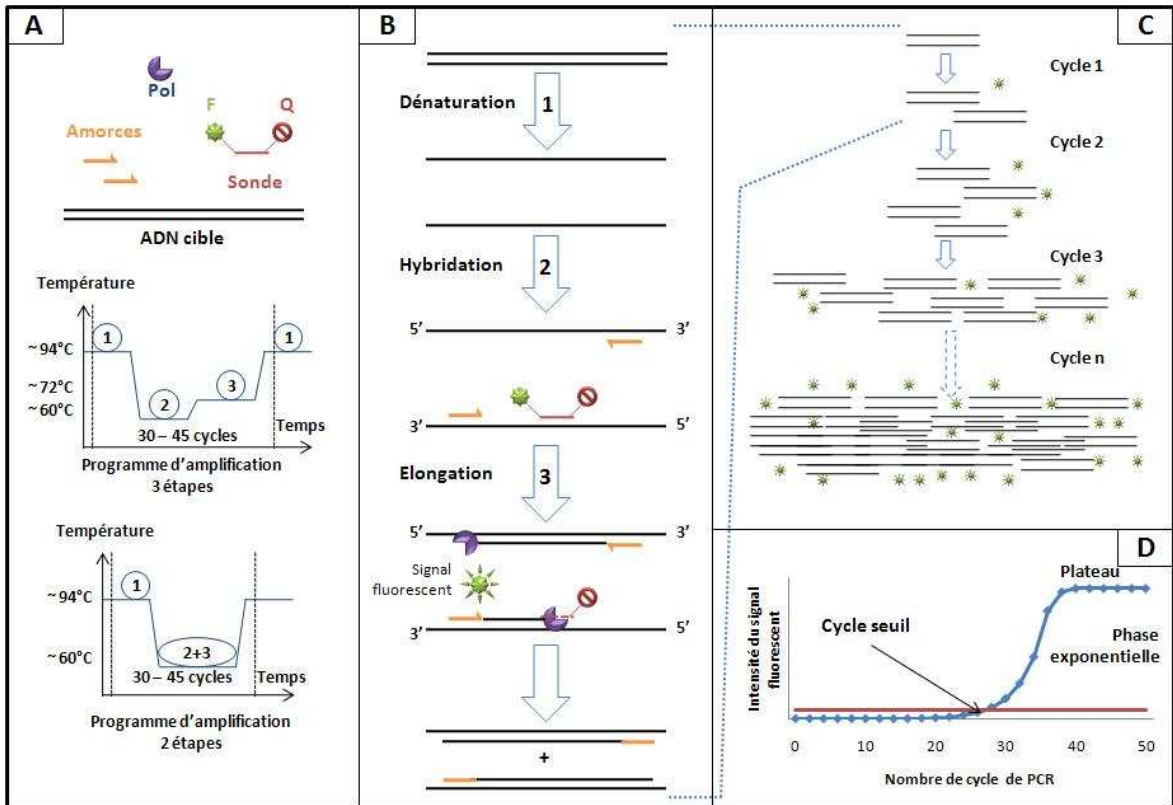 A
Pol
F
Q
Amorces
Sonde
ADN cible
Température
1
1
~94°C
~72°C
3
~60°C
2
30 – 45 cycles
Temps
Programme d’amplification
3 étapes
Température
~94°C
1
2+3
~60°C
30 – 45 cycles
Temps
Programme d’amplification
2 étapes
B
Dénaturation
1
Hybridation
2
5’
3’
3’
5’
Elongation
3
5’
3’
Signal
fluorescent
3’
5’
+
C
Cycle 1
Cycle 2
Cycle 3
Cycle n
D
Plateau
Cycle seuil
Phase
exponentielle
Intensité du signal
fluorescent
0
10
20
30
40
50
Nombre de cycle de PCR